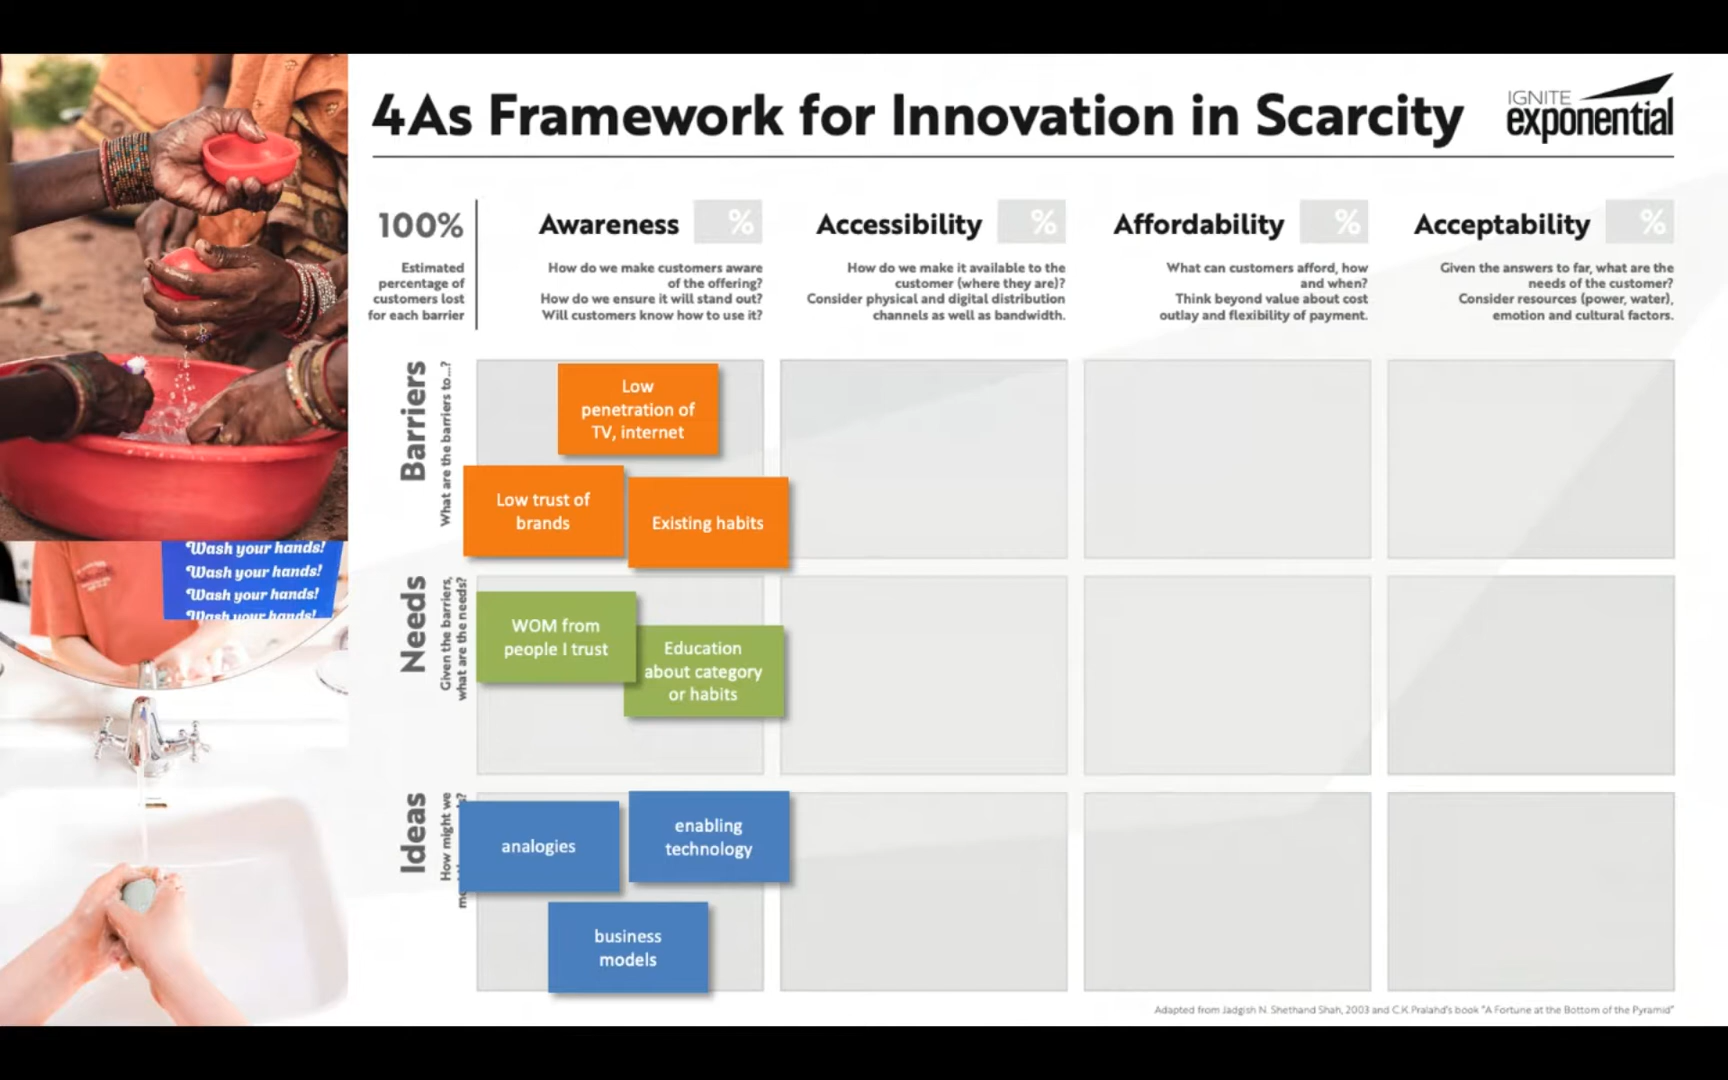 4As Framework for Innovation in Scarcity
IGNITE
exponential
100%
Estimated
percentage of
customers lost
for each barrier
Awareness %
How do we make customers aware
of the offering?
How do we ensure it will stand out?
Will customers know how to use it?
Accessibility %
How do we make it available to the
customer (where they are)?
Consider physical and digital distribution
channels as well as bandwidth.
Affordability %
What can customers afford, how
and when?
Think beyond value about cost
outlay and flexibility of payment.
Acceptability %
Given the answers to far, what are the
needs of the customer?
Consider resources (power, water),
emotion and cultural factors.
Barriers
What are the barriers to...?
Low
penetration of
TV, internet
Low trust of
brands
Existing habits
Needs
Given the barriers,
what are the needs?
WOM from
people I trust
Education
about category
or habits
Ideas
How might we
analogies
enabling
technology
business
models
Wash your hands!
Wash your hands!
Wash your hands!
Wash your hands!
Adapted from Jadgish N. Shethand Shah, 2003 and C.K.Pralahd's book "A Fortune at the Bottom of the Pyramid"